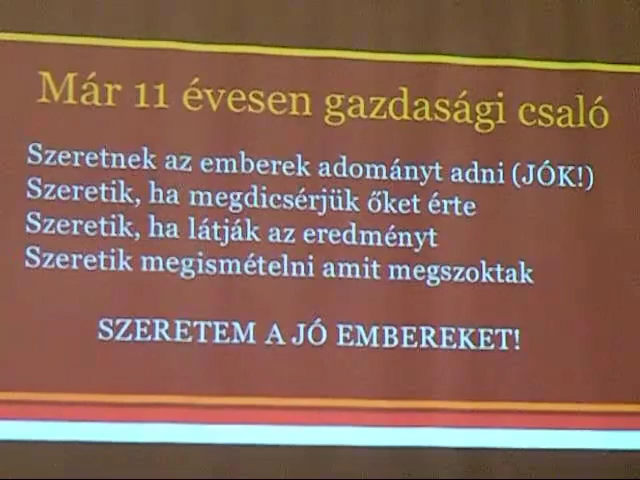 Már 11 évesen gazdasági csaló
Szeretnek az emberek adományt adni (JÓK!)
Szeretik, ha megdicsérjük őket érte
Szeretik, ha látják az eredményt
Szeretik megismételni amit megszoktak
SZERETEM A JÓ EMBEREKET!